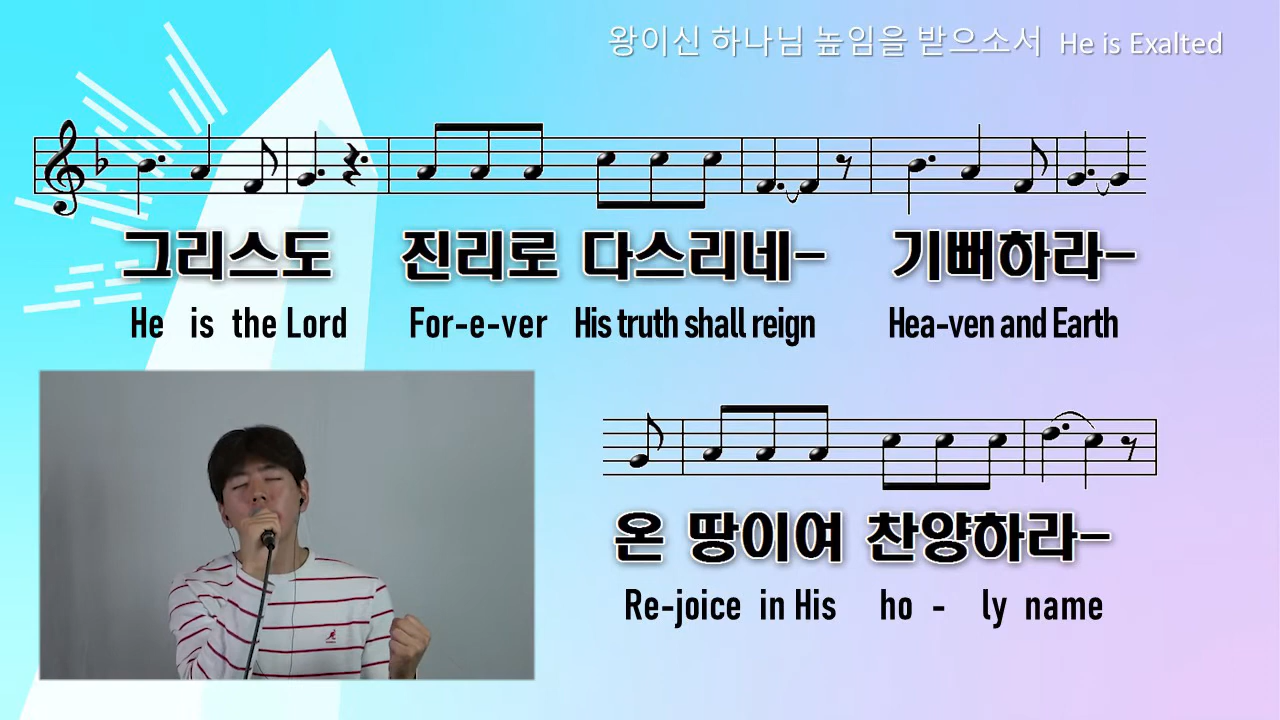 왕이신 하나님 높임을 받으소서 He is Exalted
그리스도 진리로 다스리네- 기뻐하라-
He is the Lord For-e-ver His truth shall reign Hea-ven and Earth
온 땅이여 찬양하라-
Re-joice in His ho - ly name